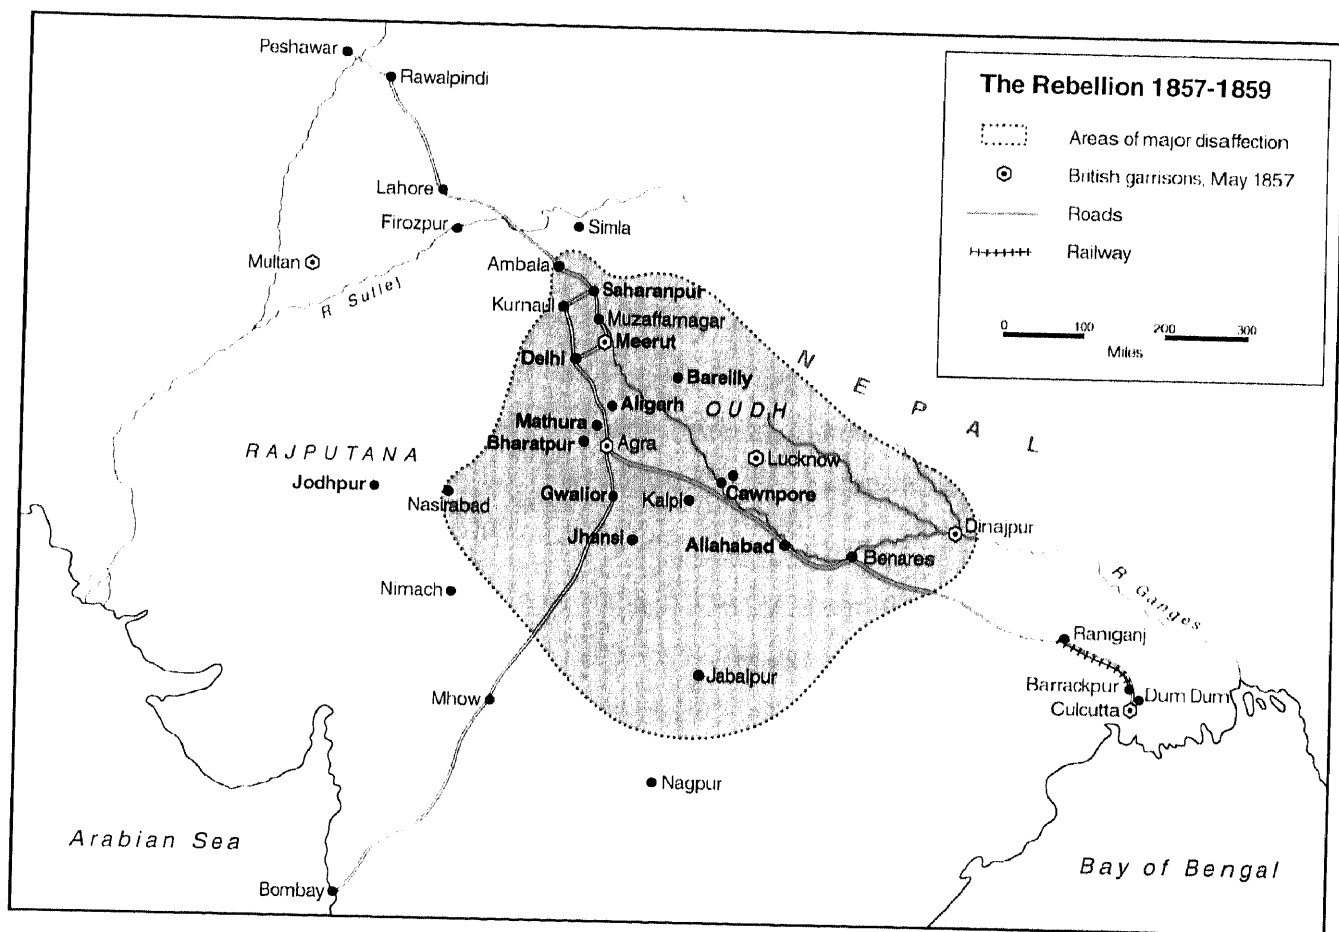 Peshawar
Rawalpindi
The Rebellion 1857-1859
Areas of major disaffection
British garrisons, May 1857
Roads
Railway
0 100 200 300
Miles
Lahore
Firozpur
Simla
Multan
Ambala
R Sutlej
Kurnaul
Saharanpur
Muzaffarnagar
Meerut
Delhi
Bareilly
NEPAL
Aligarh
OUDH
Mathura
Bharatpur
Agra
RAJPUTANA
Lucknow
Jodhpur
Nasirabad
Gwalior
Kalpi
Cawnpore
Dinajpur
Jhansi
Allahabad
Benares
Nimach
R Ganges
Raniganj
Jabalpur
Mhow
Barrackpur
Dum Dum
Culcutta
Nagpur
Arabian Sea
Bay of Bengal
Bombay